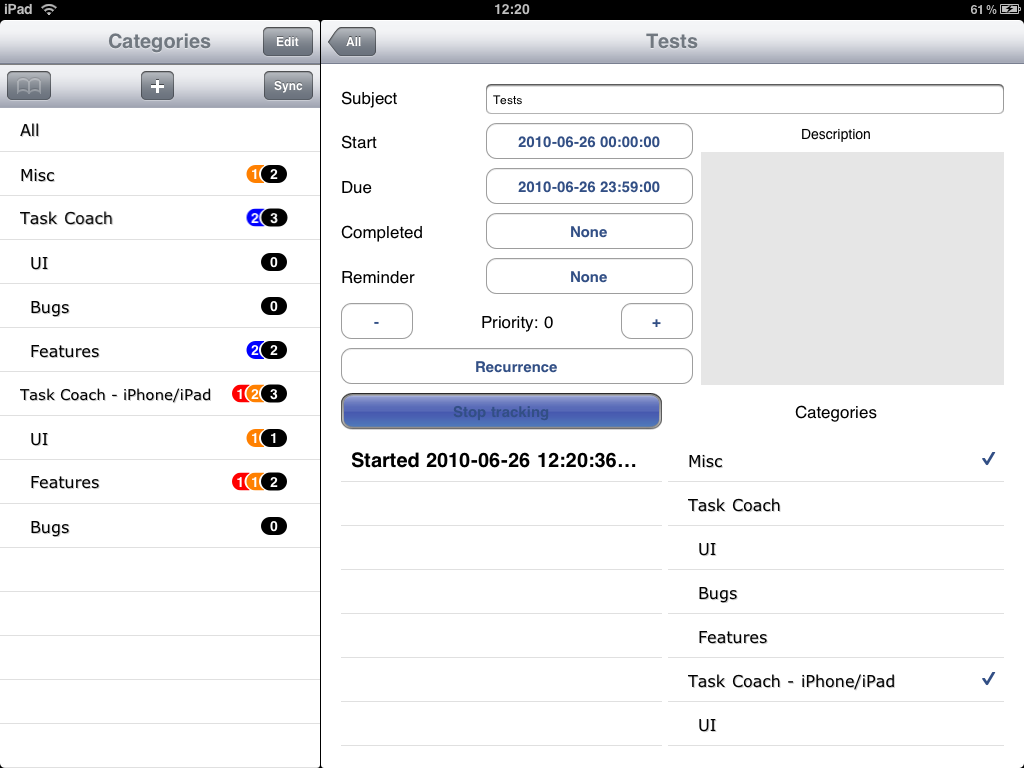 iPad 12:20 61 %
Categories Edit
Sync
All
Misc 1 2
Task Coach 2 3
UI 0
Bugs 0
Features 2 2
Task Coach - iPhone/iPad 1 2 3
UI 1 1
Features 1 1 2
Bugs 0
All Tests
Subject Tests
Start 2010-06-26 00:00:00
Due 2010-06-26 23:59:00
Completed None
Reminder None
- Priority: 0 +
Recurrence
Stop tracking
Started 2010-06-26 12:20:36...
Description
Categories
Misc
Task Coach
UI
Bugs
Features
Task Coach - iPhone/iPad
UI